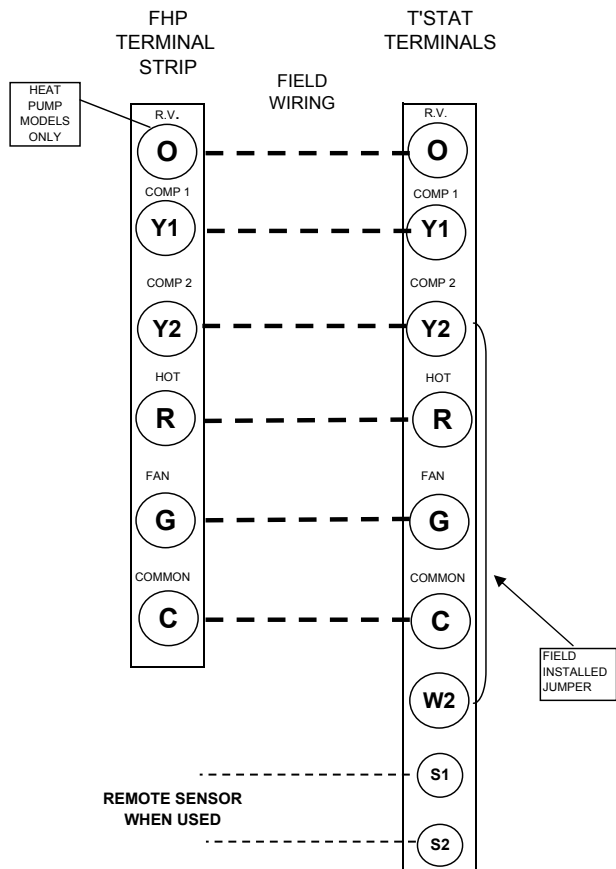 FHP
TERMINAL
STRIP
T'STAT
TERMINALS
FIELD
WIRING
HEAT
PUMP
MODELS
ONLY
R.V.
R.V.
O
O
COMP 1
COMP 1
Y1
Y1
COMP 2
COMP 2
Y2
Y2
HOT
HOT
R
R
FAN
FAN
G
G
COMMON
COMMON
C
C
FIELD
INSTALLED
JUMPER
W2
S1
REMOTE SENSOR
WHEN USED
S2